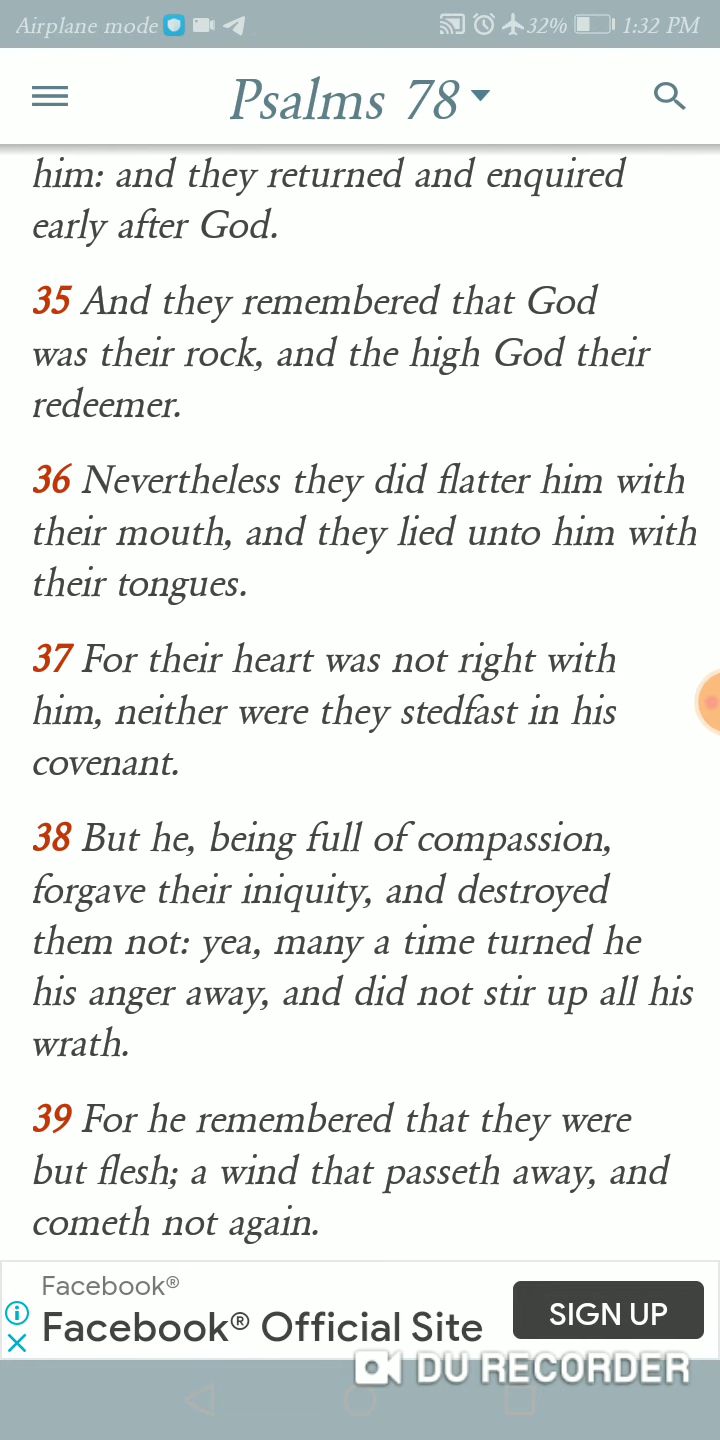 Airplane mode 32% 1:32 PM
Psalms 78
him: and they returned and enquired
early after God.
35 And they remembered that God
was their rock, and the high God their
redeemer.
36 Nevertheless they did flatter him with
their mouth, and they lied unto him with
their tongues.
37 For their heart was not right with
him, neither were they stedfast in his
covenant.
38 But he, being full of compassion,
forgave their iniquity, and destroyed
them not: yea, many a time turned he
his anger away, and did not stir up all his
wrath.
39 For he remembered that they were
but flesh; a wind that passeth away, and
cometh not again.
Facebook®
Facebook® Official Site
SIGN UP
DU RECORDER